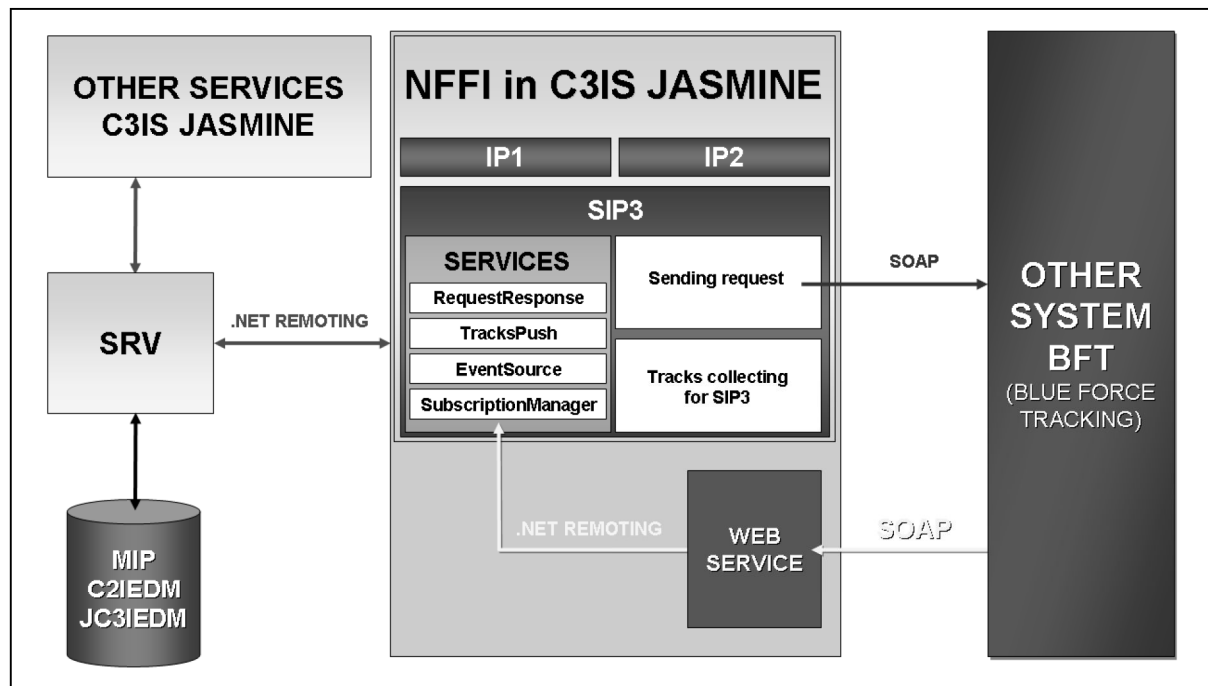 OTHER SERVICES
C3IS JASMINE
SRV
MIP
C2IEDM
JC3IEDM
.NET REMOTING
NFFI in C3IS JASMINE
IP1
IP2
SIP3
SERVICES
RequestResponse
TracksPush
EventSource
SubscriptionManager
Sending request
Tracks collecting
for SIP3
.NET REMOTING
WEB
SERVICE
SOAP
SOAP
OTHER
SYSTEM
BFT
(BLUE FORCE
TRACKING)